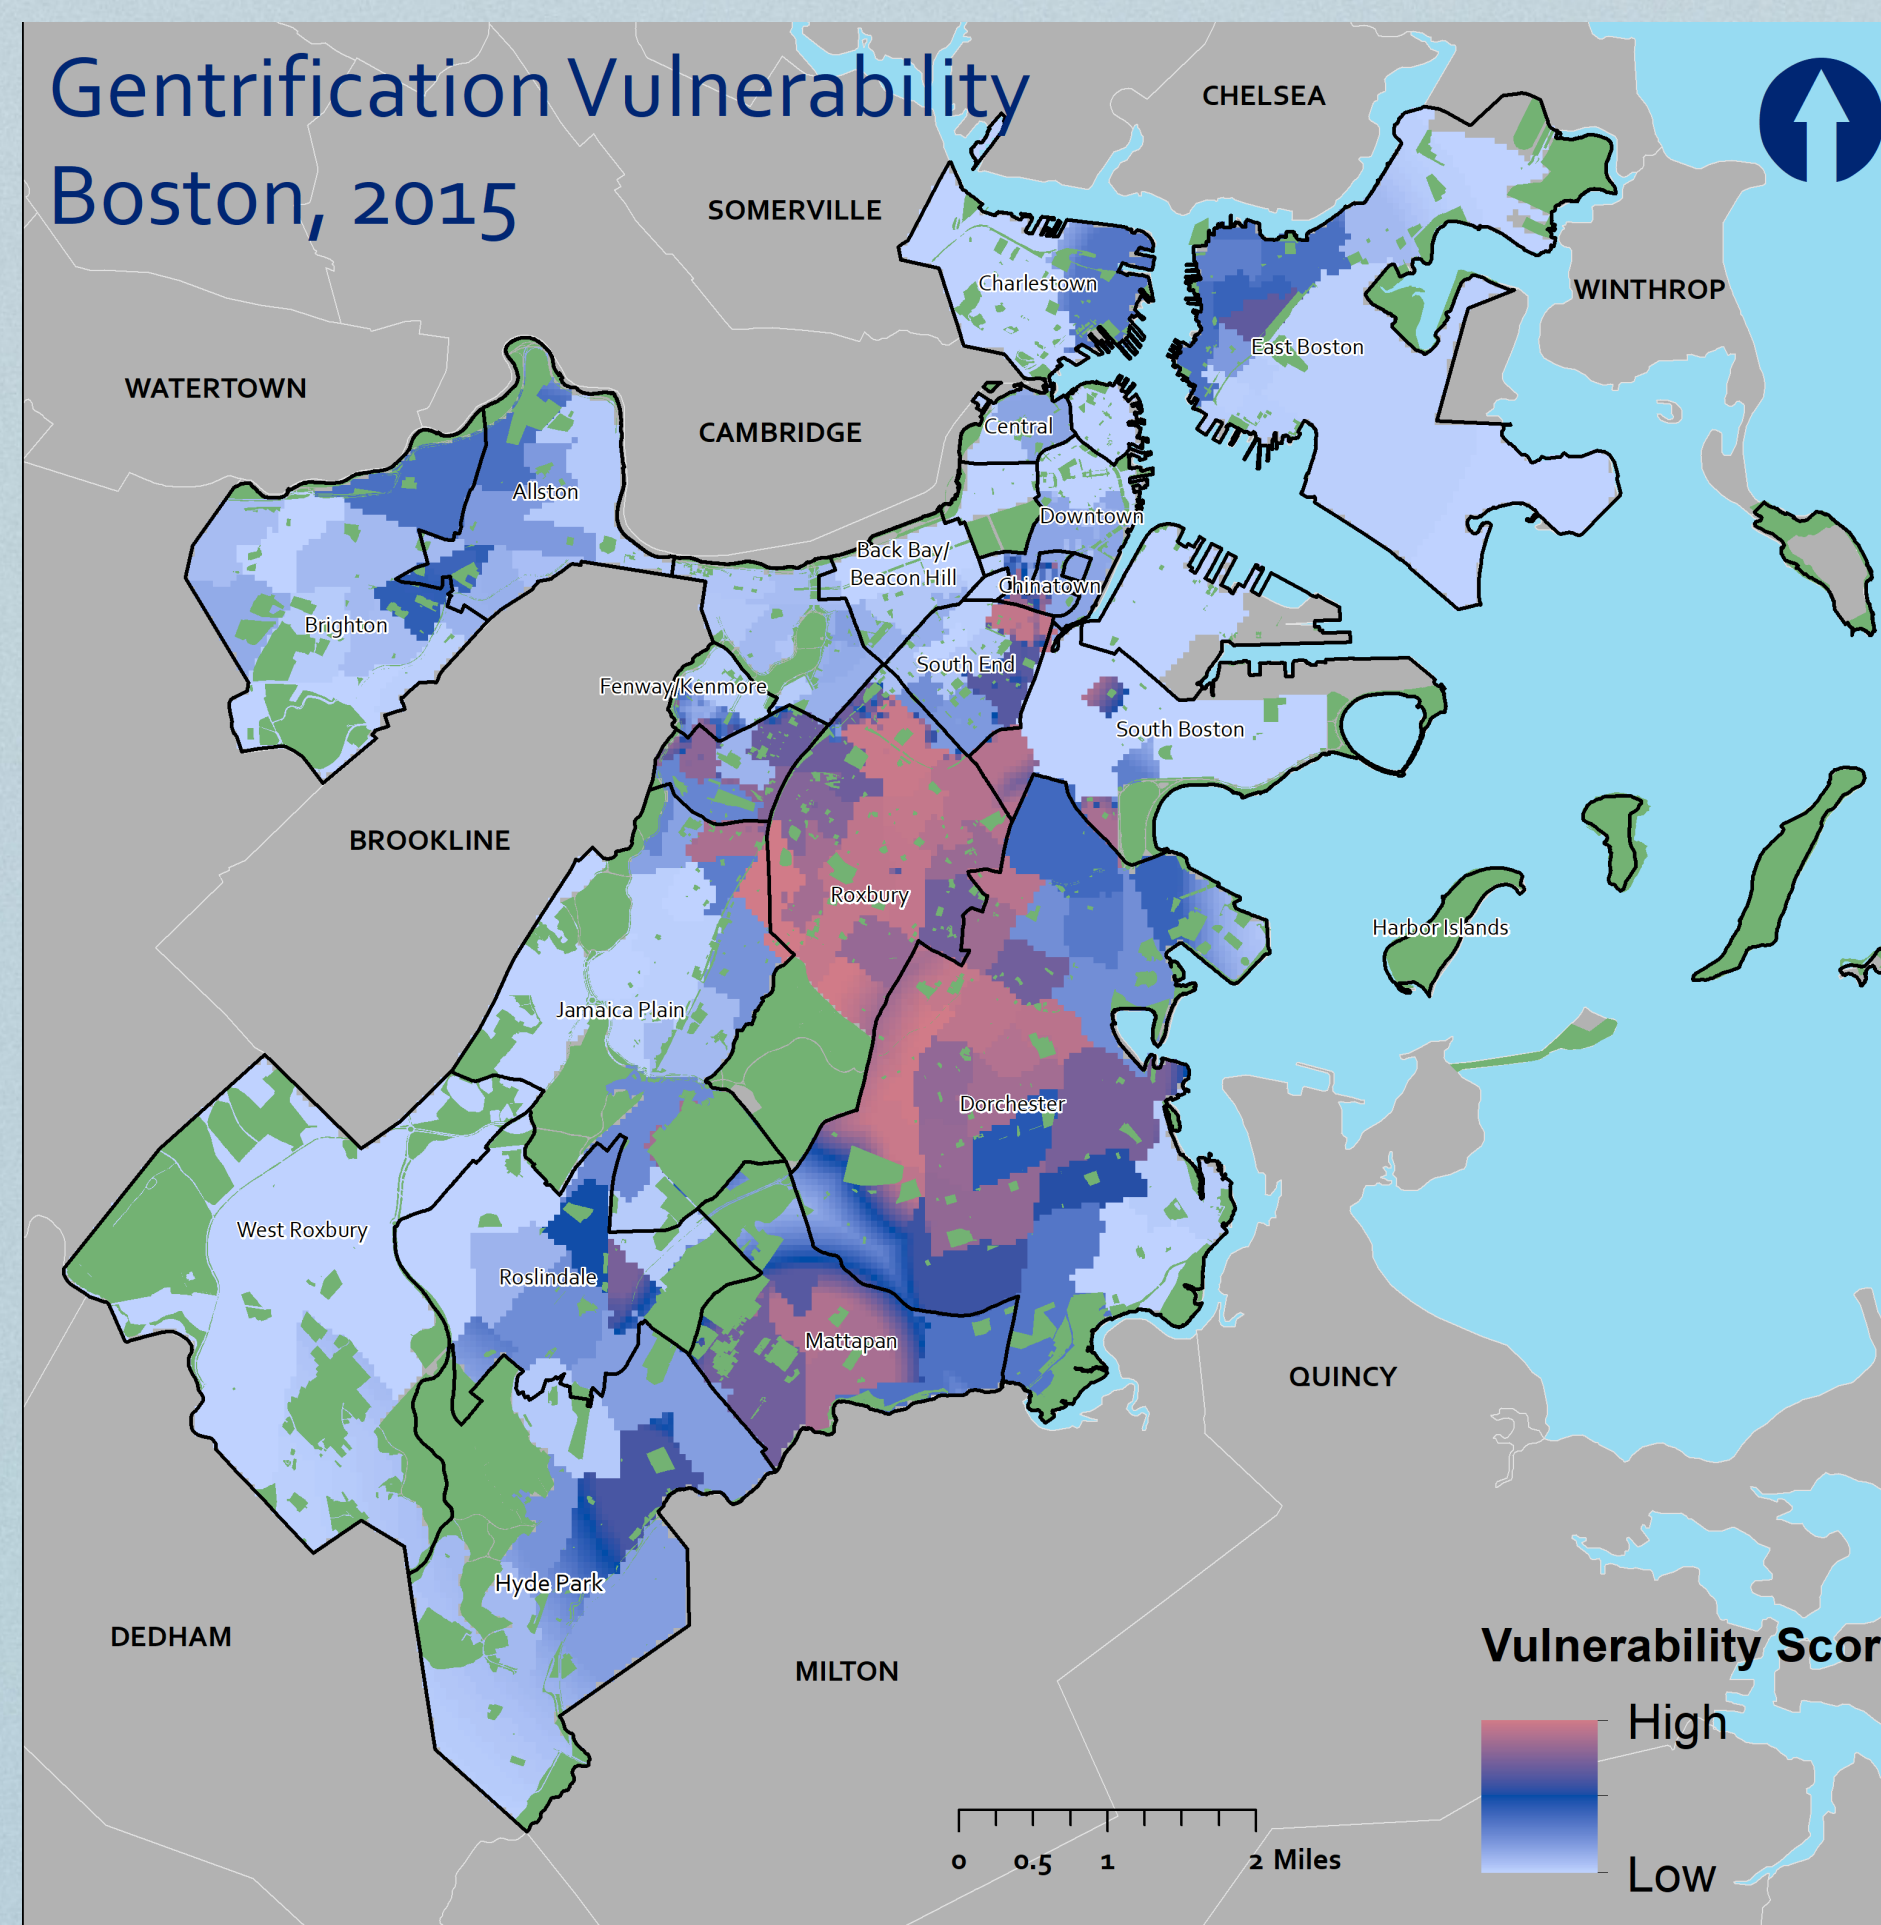 Gentrification Vulnerability
Boston, 2015
CHELSEA
SOMERVILLE
WINTHROP
Charlestown
East Boston
WATERTOWN
CAMBRIDGE
Central
Allston
Downtown
Back Bay/
Beacon Hill
Chinatown
Brighton
South End
Fenway/Kenmore
South Boston
BROOKLINE
Roxbury
Harbor Islands
Jamaica Plain
Dorchester
West Roxbury
Roslindale
Mattapan
QUINCY
Hyde Park
DEDHAM
MILTON
Vulnerability Scor
High
Low
0 0.5 1 2 Miles